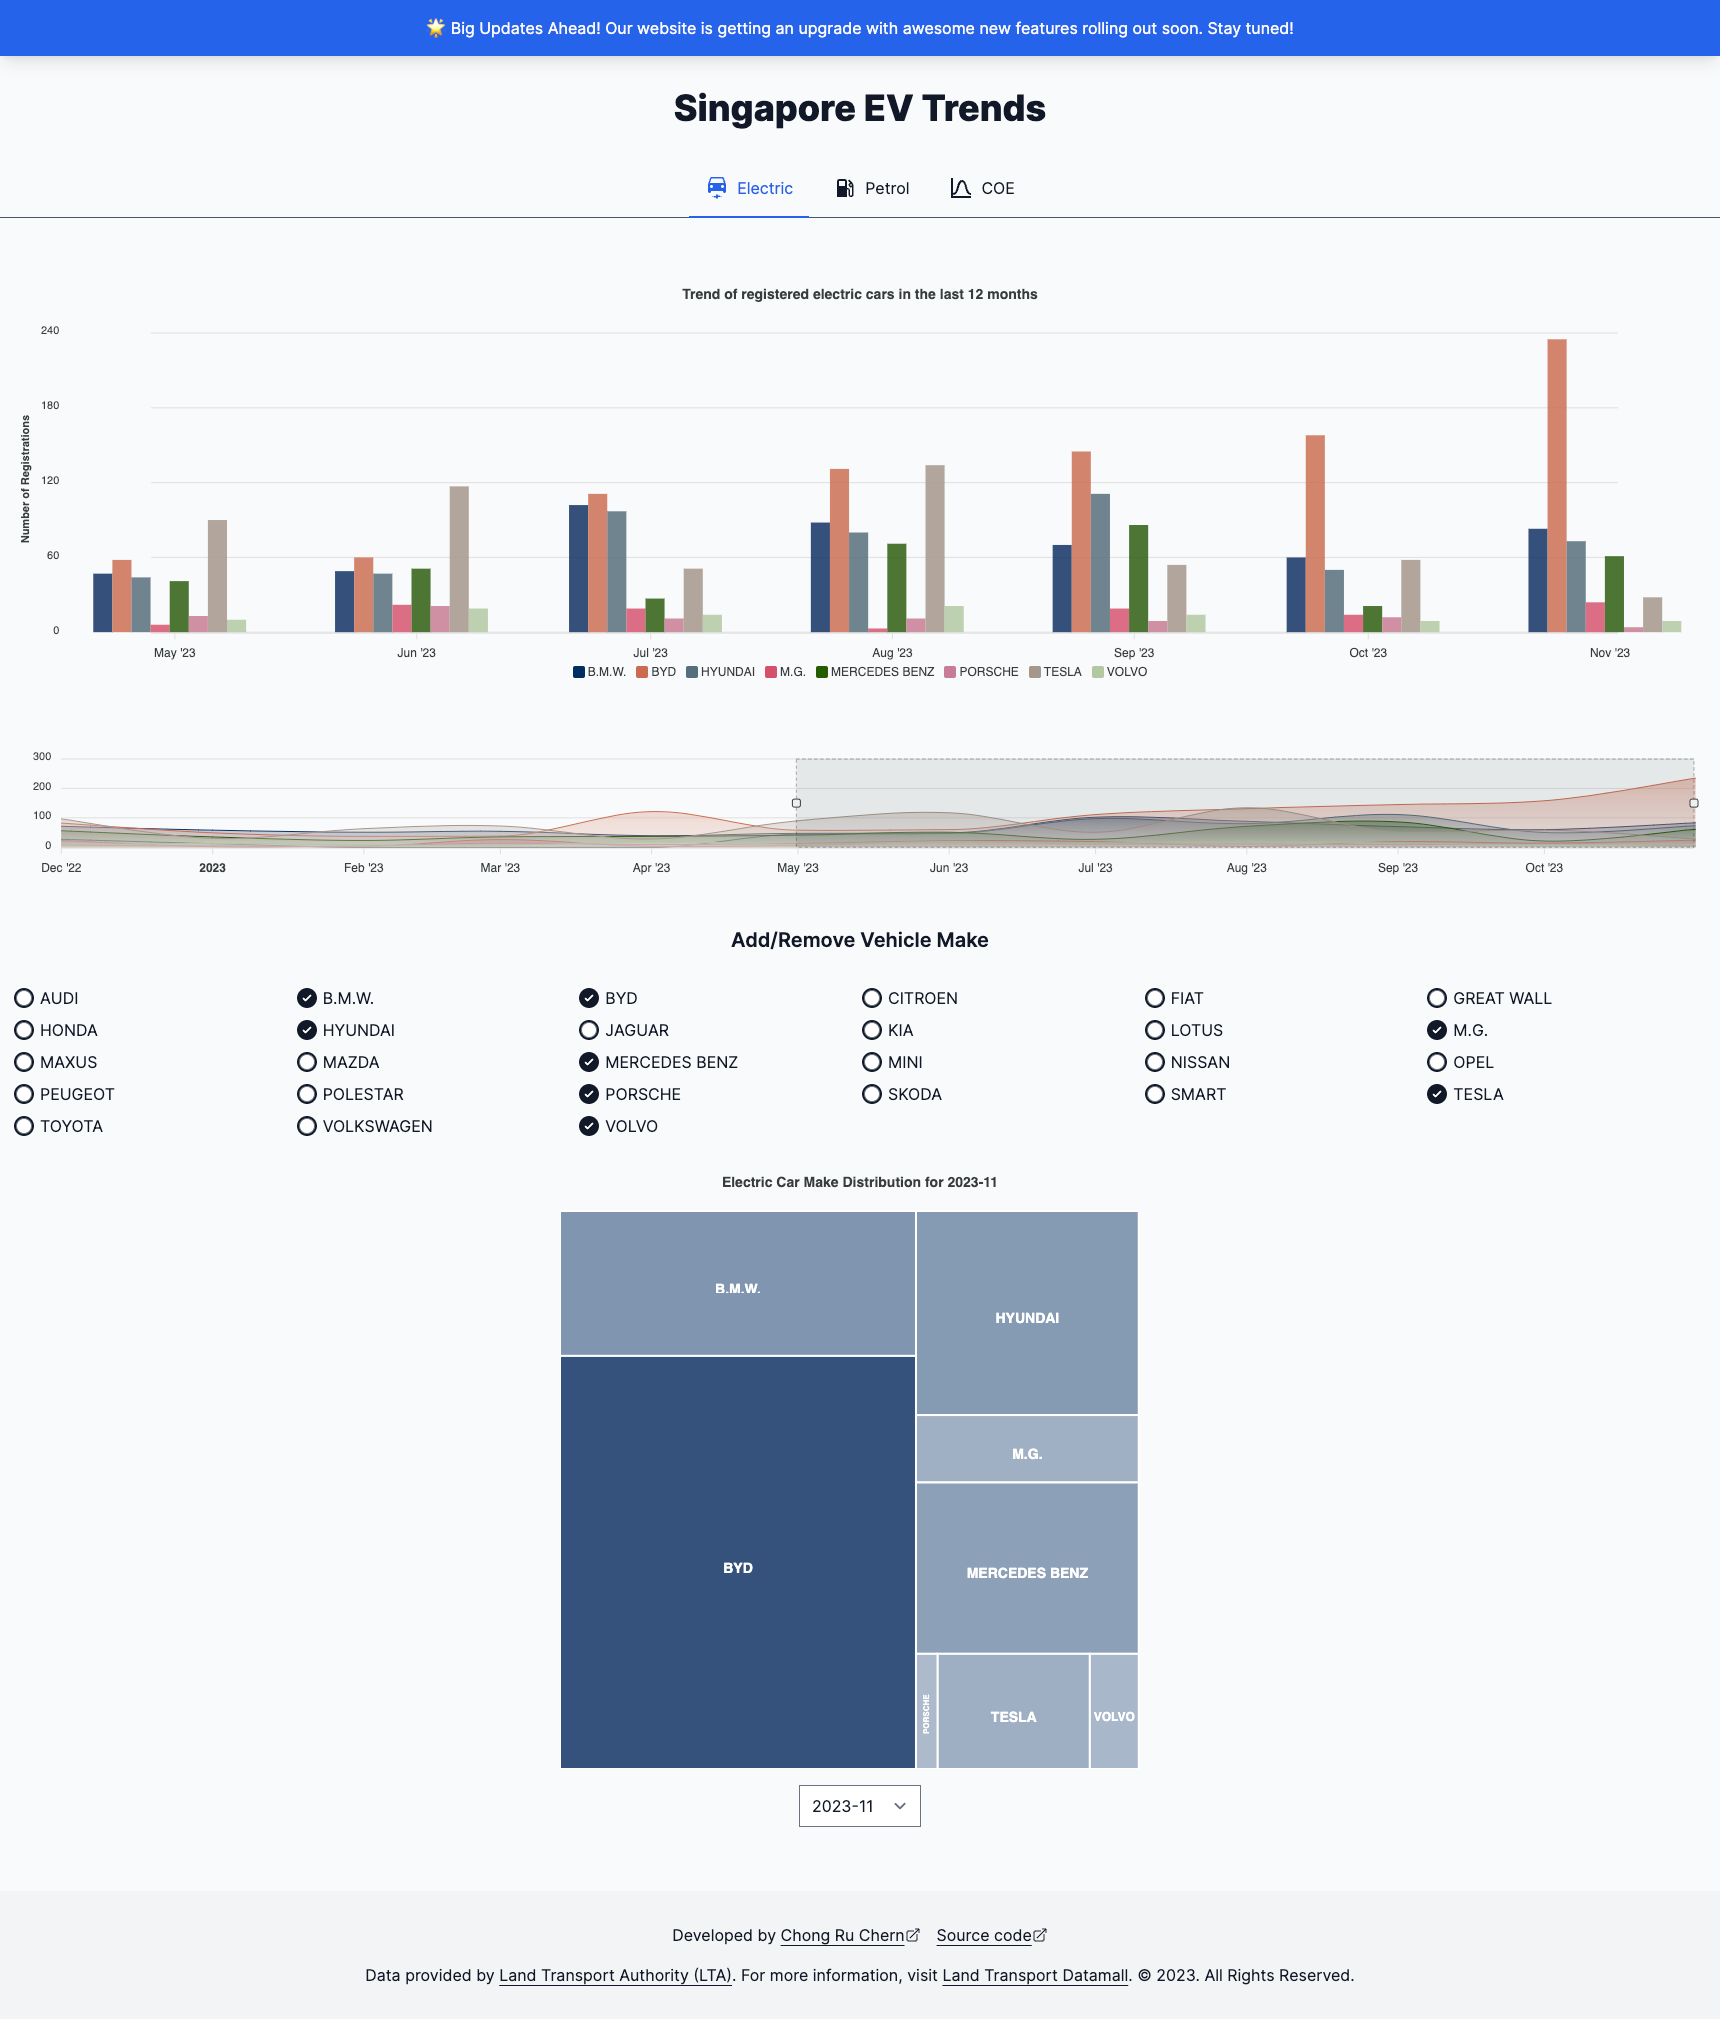 🌟 Big Updates Ahead! Our website is getting an upgrade with awesome new features rolling out soon. Stay tuned!
Singapore EV Trends
Electric Petrol COE
Trend of registered electric cars in the last 12 months
Number of Registrations
240
180
120
60
0
May '23 Jun '23 Jul '23 Aug '23 Sep '23 Oct '23 Nov '23
B.M.W. BYD HYUNDAI M.G. MERCEDES BENZ PORSCHE TESLA VOLVO
300
200
100
0
Dec '22 2023 Feb '23 Mar '23 Apr '23 May '23 Jun '23 Jul '23 Aug '23 Sep '23 Oct '23
Add/Remove Vehicle Make
AUDI B.M.W. BYD CITROEN FIAT GREAT WALL
HONDA HYUNDAI JAGUAR KIA LOTUS M.G.
MAXUS MAZDA MERCEDES BENZ MINI NISSAN OPEL
PEUGEOT POLESTAR PORSCHE SKODA SMART TESLA
TOYOTA VOLKSWAGEN VOLVO
Electric Car Make Distribution for 2023-11
B.M.W.
HYUNDAI
M.G.
BYD
MERCEDES BENZ
PORSCHE
TESLA
VOLVO
2023-11
Developed by Chong Ru Chern Source code
Data provided by Land Transport Authority (LTA). For more information, visit Land Transport Datamall. © 2023. All Rights Reserved.